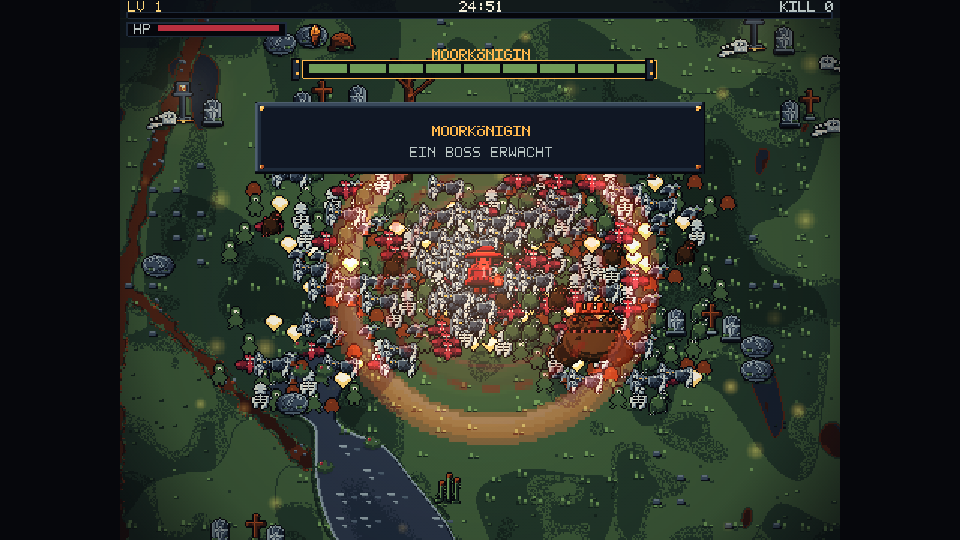 LV 1
24:51
KILL 0
HP
MOORKÖNIGIN
MOORKÖNIGIN
EIN BOSS ERWACHT